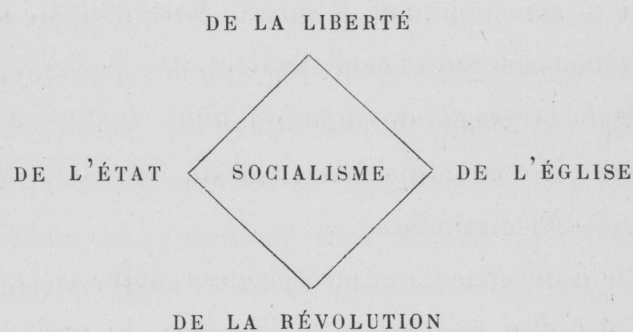 DE LA LIBERTÉ
DE L'ÉTAT SOCIALISME DE L'ÉGLISE
DE LA RÉVOLUTION